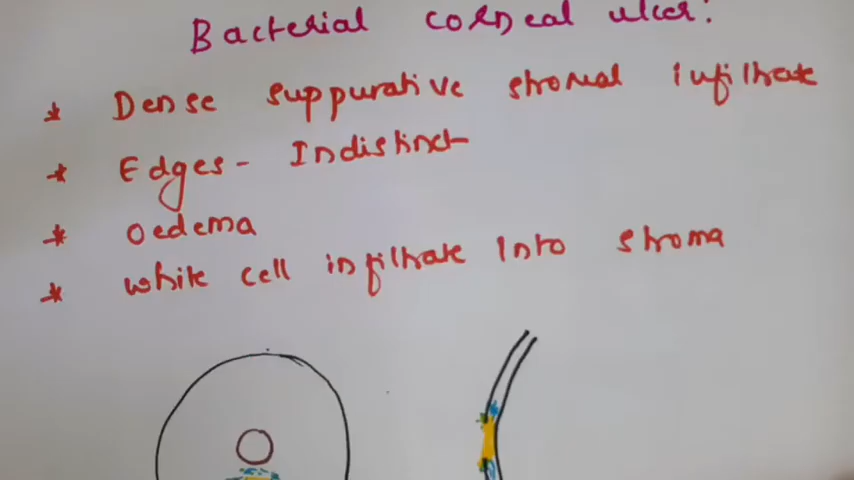 Bacterial corneal ulcer:
* Dense suppurative stromal infiltrate
* Edges - Indistinct
* Oedema
* white cell infiltrate into stroma